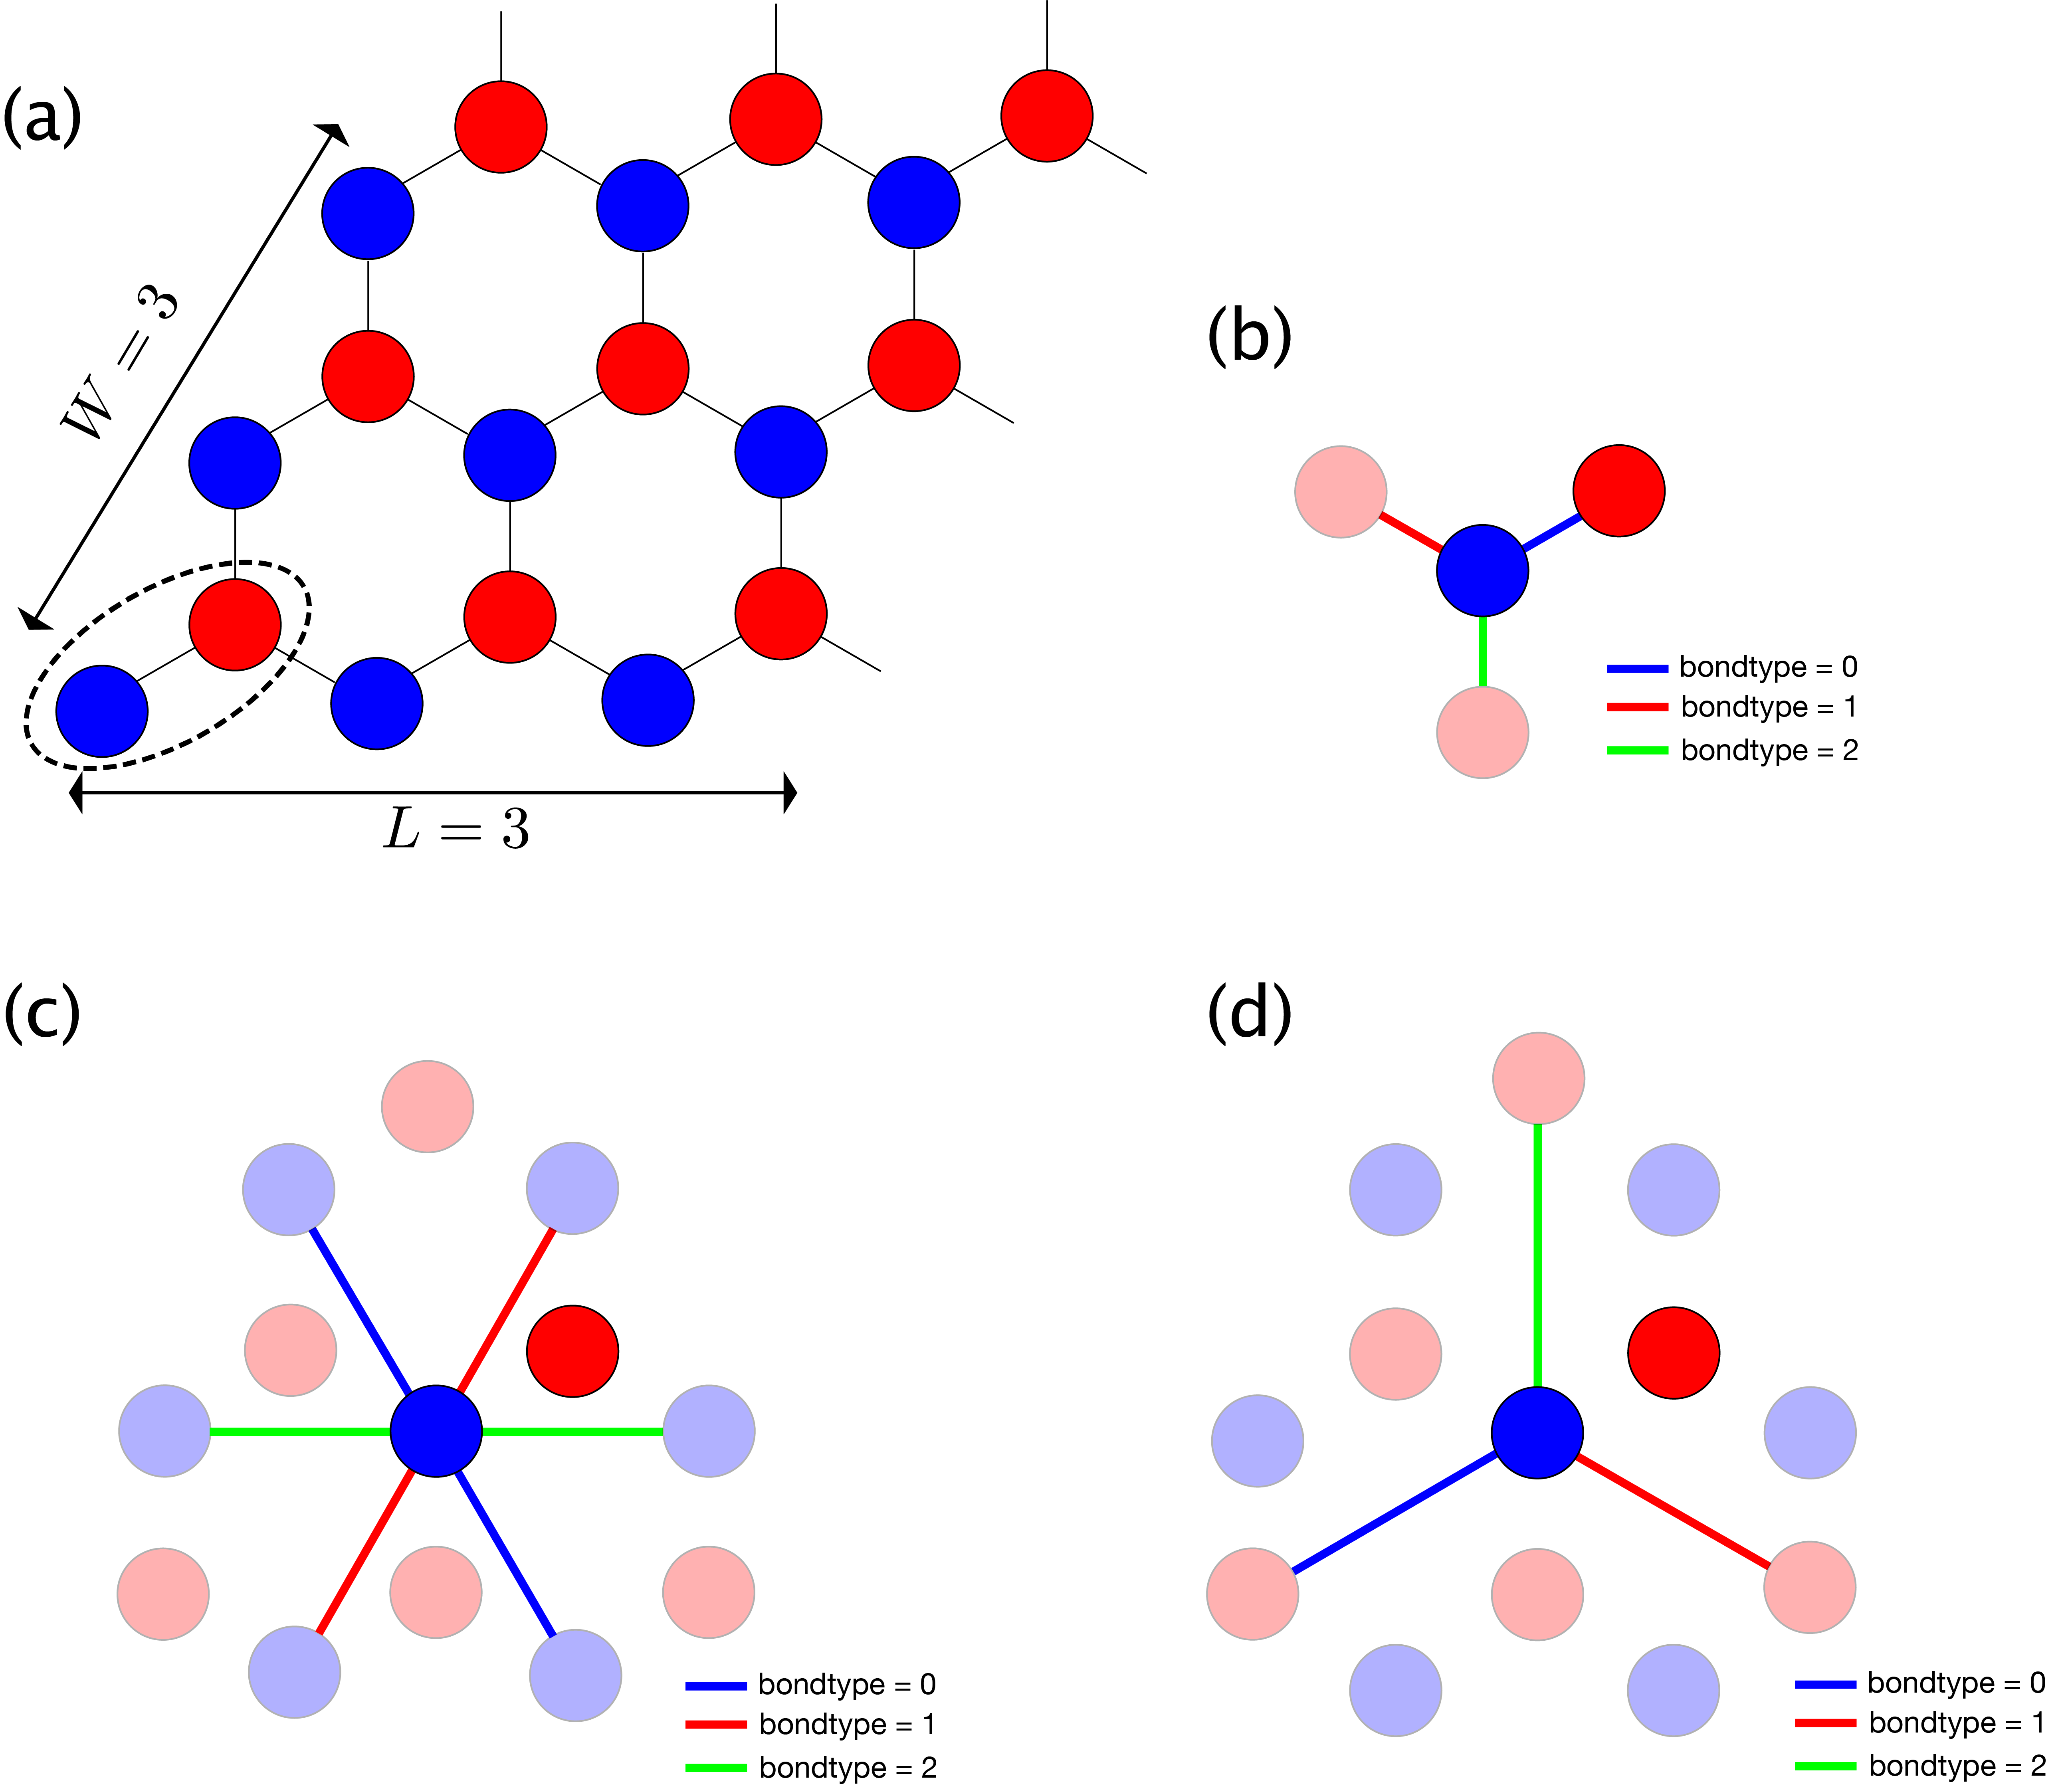 (a)
W = 3
L = 3
(b)
bondtype = 0
bondtype = 1
bondtype = 2
(c)
bondtype = 0
bondtype = 1
bondtype = 2
(d)
bondtype = 0
bondtype = 1
bondtype = 2